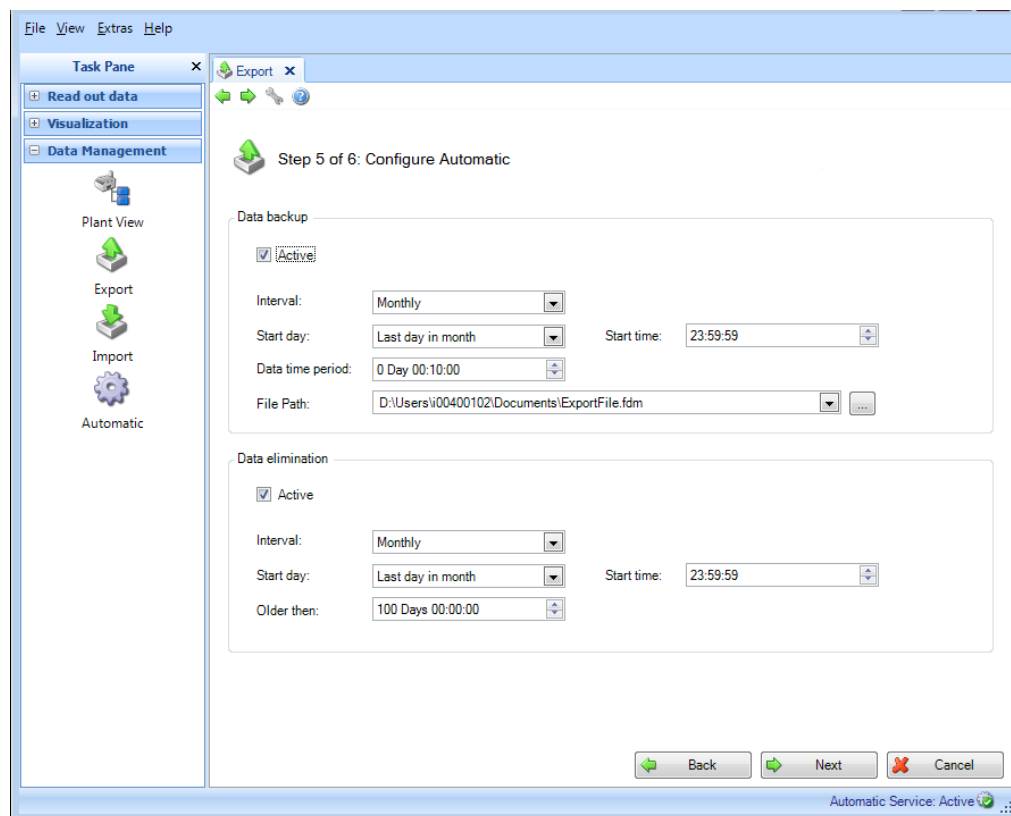 File View Extras Help
Task Pane
Export
Read out data
Visualization
Data Management
Plant View
Export
Import
Automatic
Step 5 of 6: Configure Automatic
Data backup
Active
Interval: Monthly
Start day: Last day in month Start time: 23:59:59
Data time period: 0 Day 00:10:00
File Path: D:\Users\i00400102\Documents\ExportFile.fdm ...
Data elimination
Active
Interval: Monthly
Start day: Last day in month Start time: 23:59:59
Older then: 100 Days 00:00:00
Back Next Cancel
Automatic Service: Active